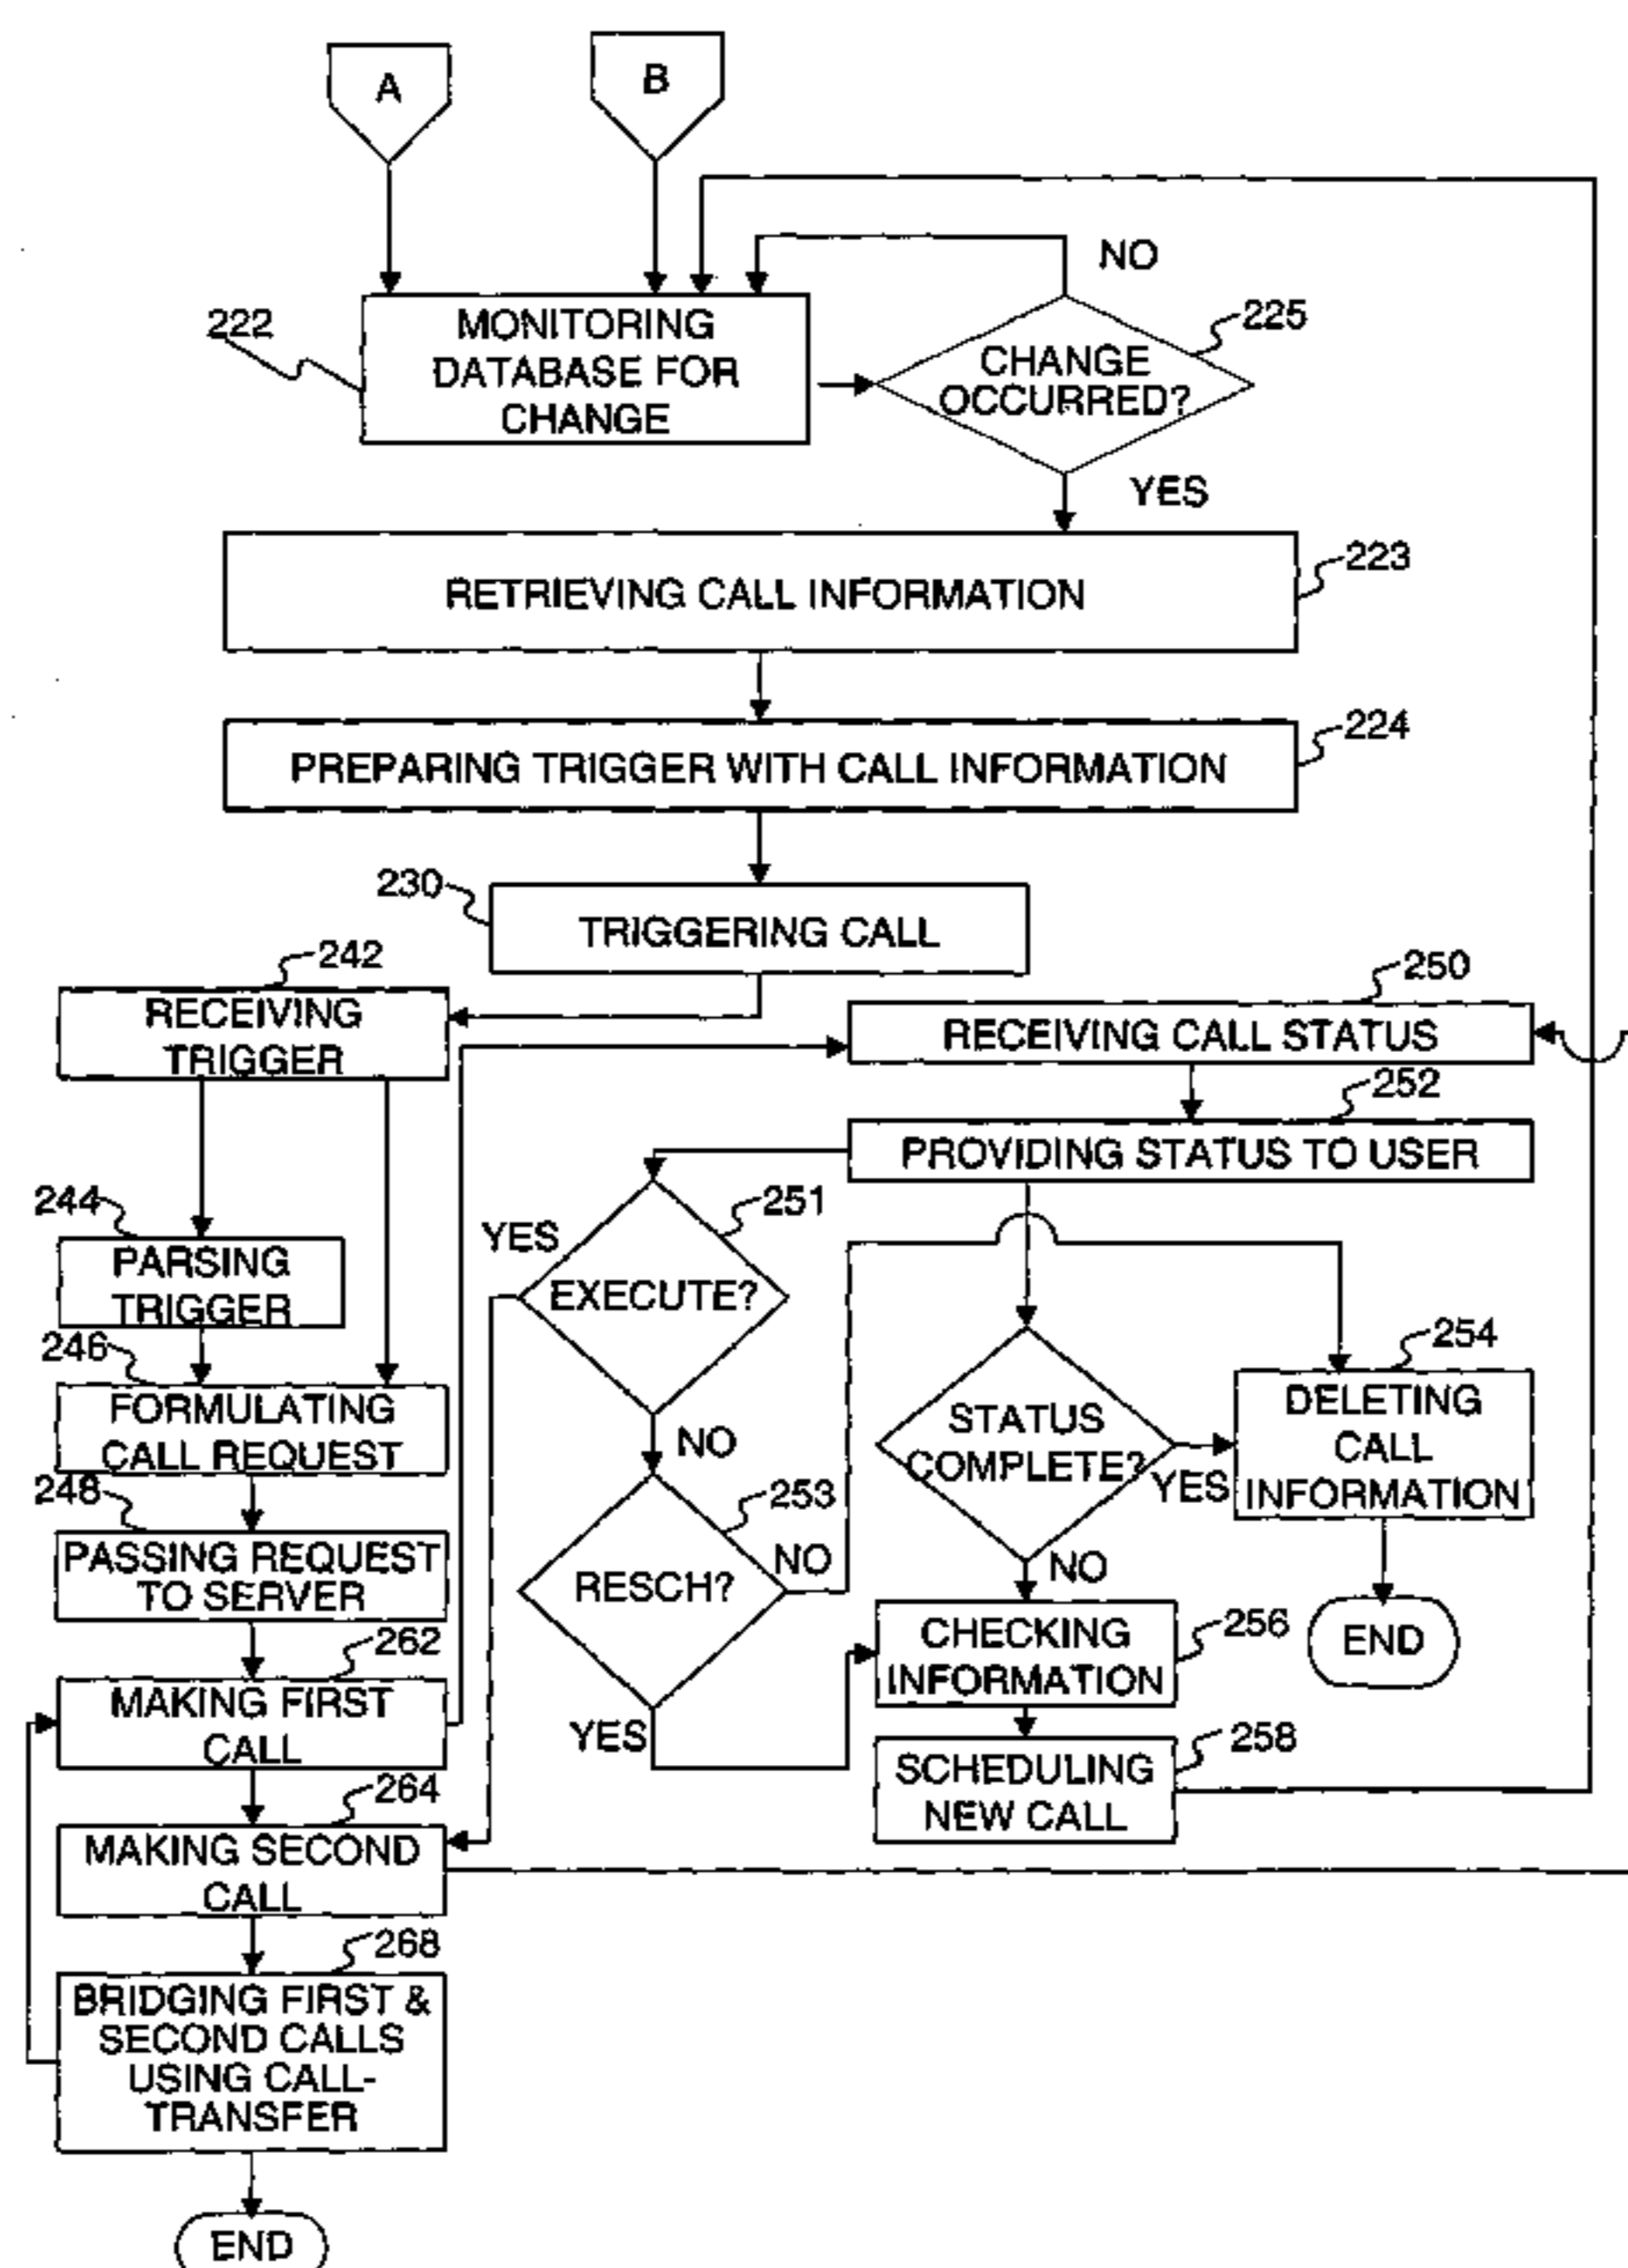 A
B
NO
222
MONITORING
DATABASE FOR
CHANGE
225
CHANGE
OCCURRED?
YES
223
RETRIEVING CALL INFORMATION
224
PREPARING TRIGGER WITH CALL INFORMATION
230
TRIGGERING CALL
242
RECEIVING
TRIGGER
250
RECEIVING CALL STATUS
252
PROVIDING STATUS TO USER
244
PARSING
TRIGGER
YES
251
EXECUTE?
NO
246
FORMULATING
CALL REQUEST
STATUS
COMPLETE?
YES
254
DELETING
CALL
INFORMATION
248
PASSING REQUEST
TO SERVER
253
RESCH?
NO
YES
NO
END
262
MAKING FIRST
CALL
256
CHECKING
INFORMATION
258
SCHEDULING
NEW CALL
264
MAKING SECOND
CALL
268
BRIDGING FIRST &
SECOND CALLS
USING CALL-
TRANSFER
END